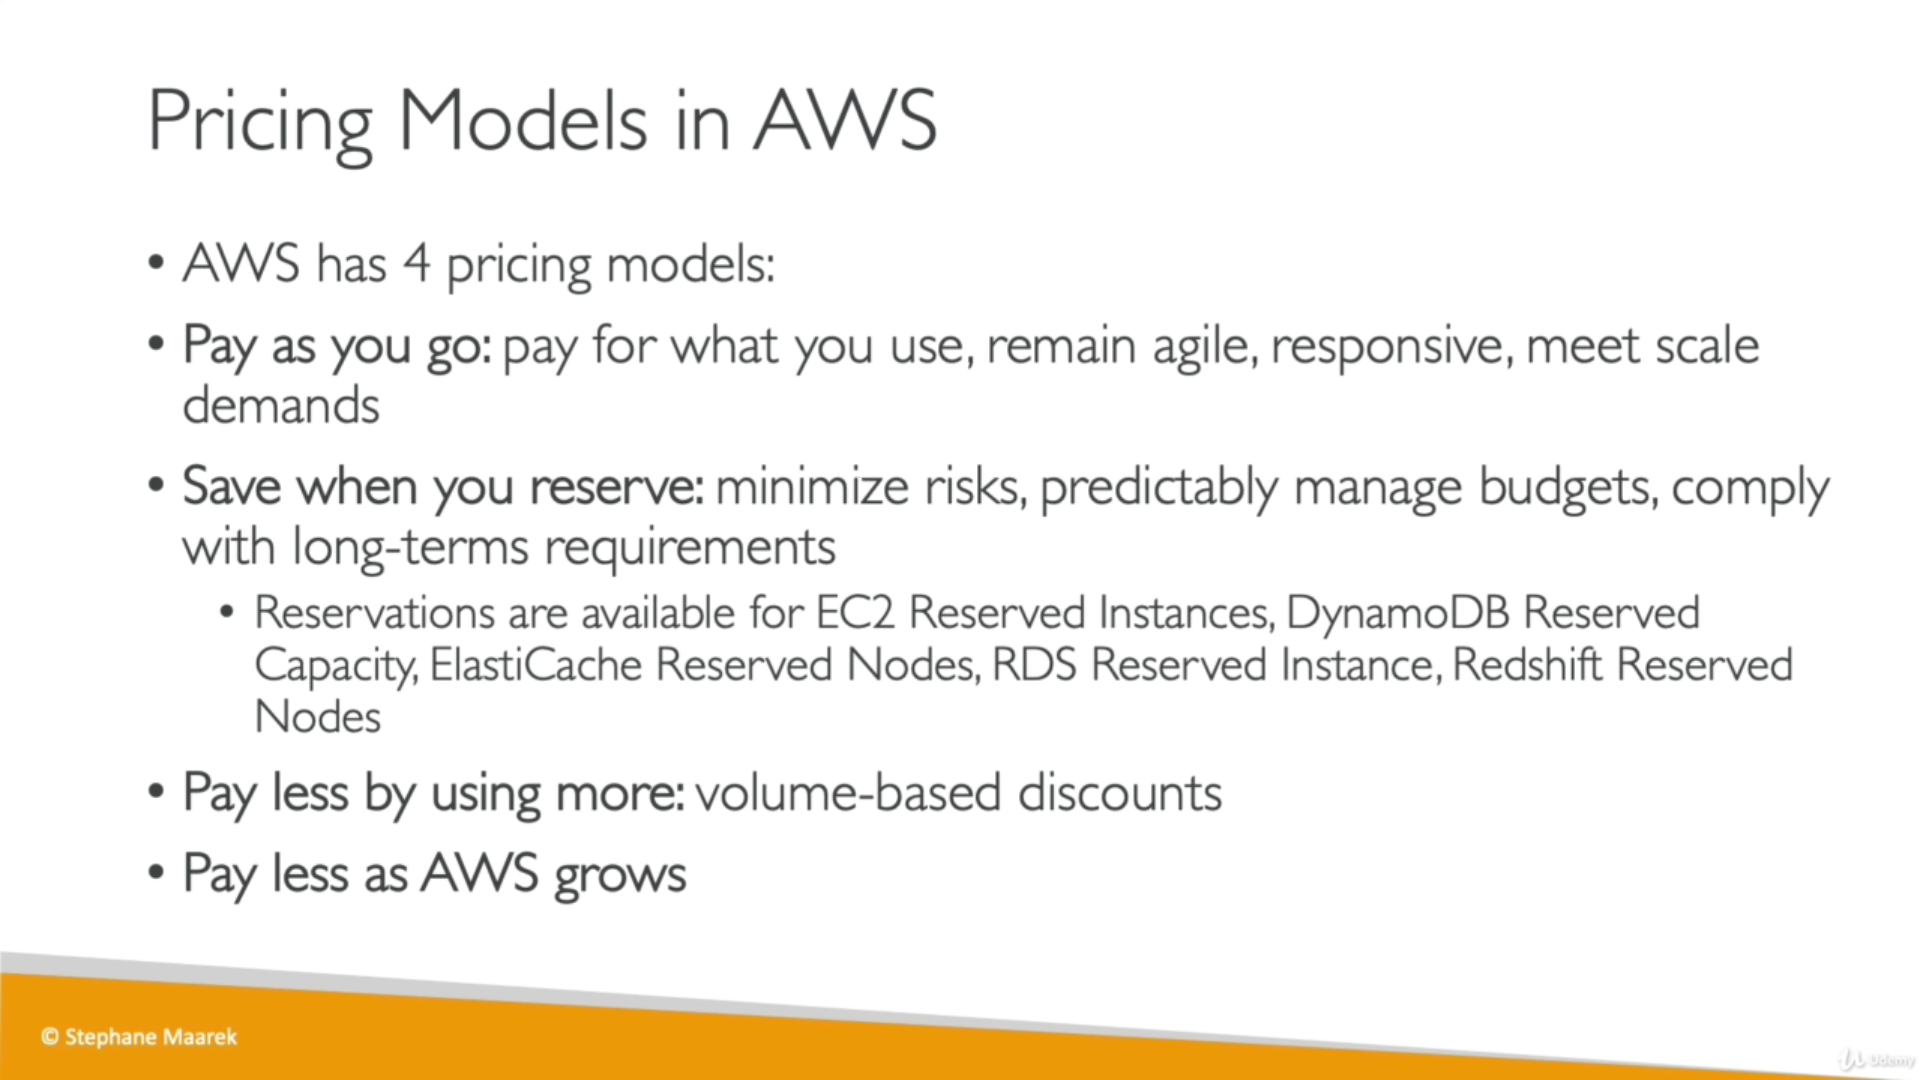 Pricing Models in AWS
• AWS has 4 pricing models:
• Pay as you go: pay for what you use, remain agile, responsive, meet scale
demands
• Save when you reserve: minimize risks, predictably manage budgets, comply
with long-terms requirements
• Reservations are available for EC2 Reserved Instances, DynamoDB Reserved
Capacity, ElastiCache Reserved Nodes, RDS Reserved Instance, Redshift Reserved
Nodes
• Pay less by using more: volume-based discounts
• Pay less as AWS grows
© Stephane Maarek
Udemy